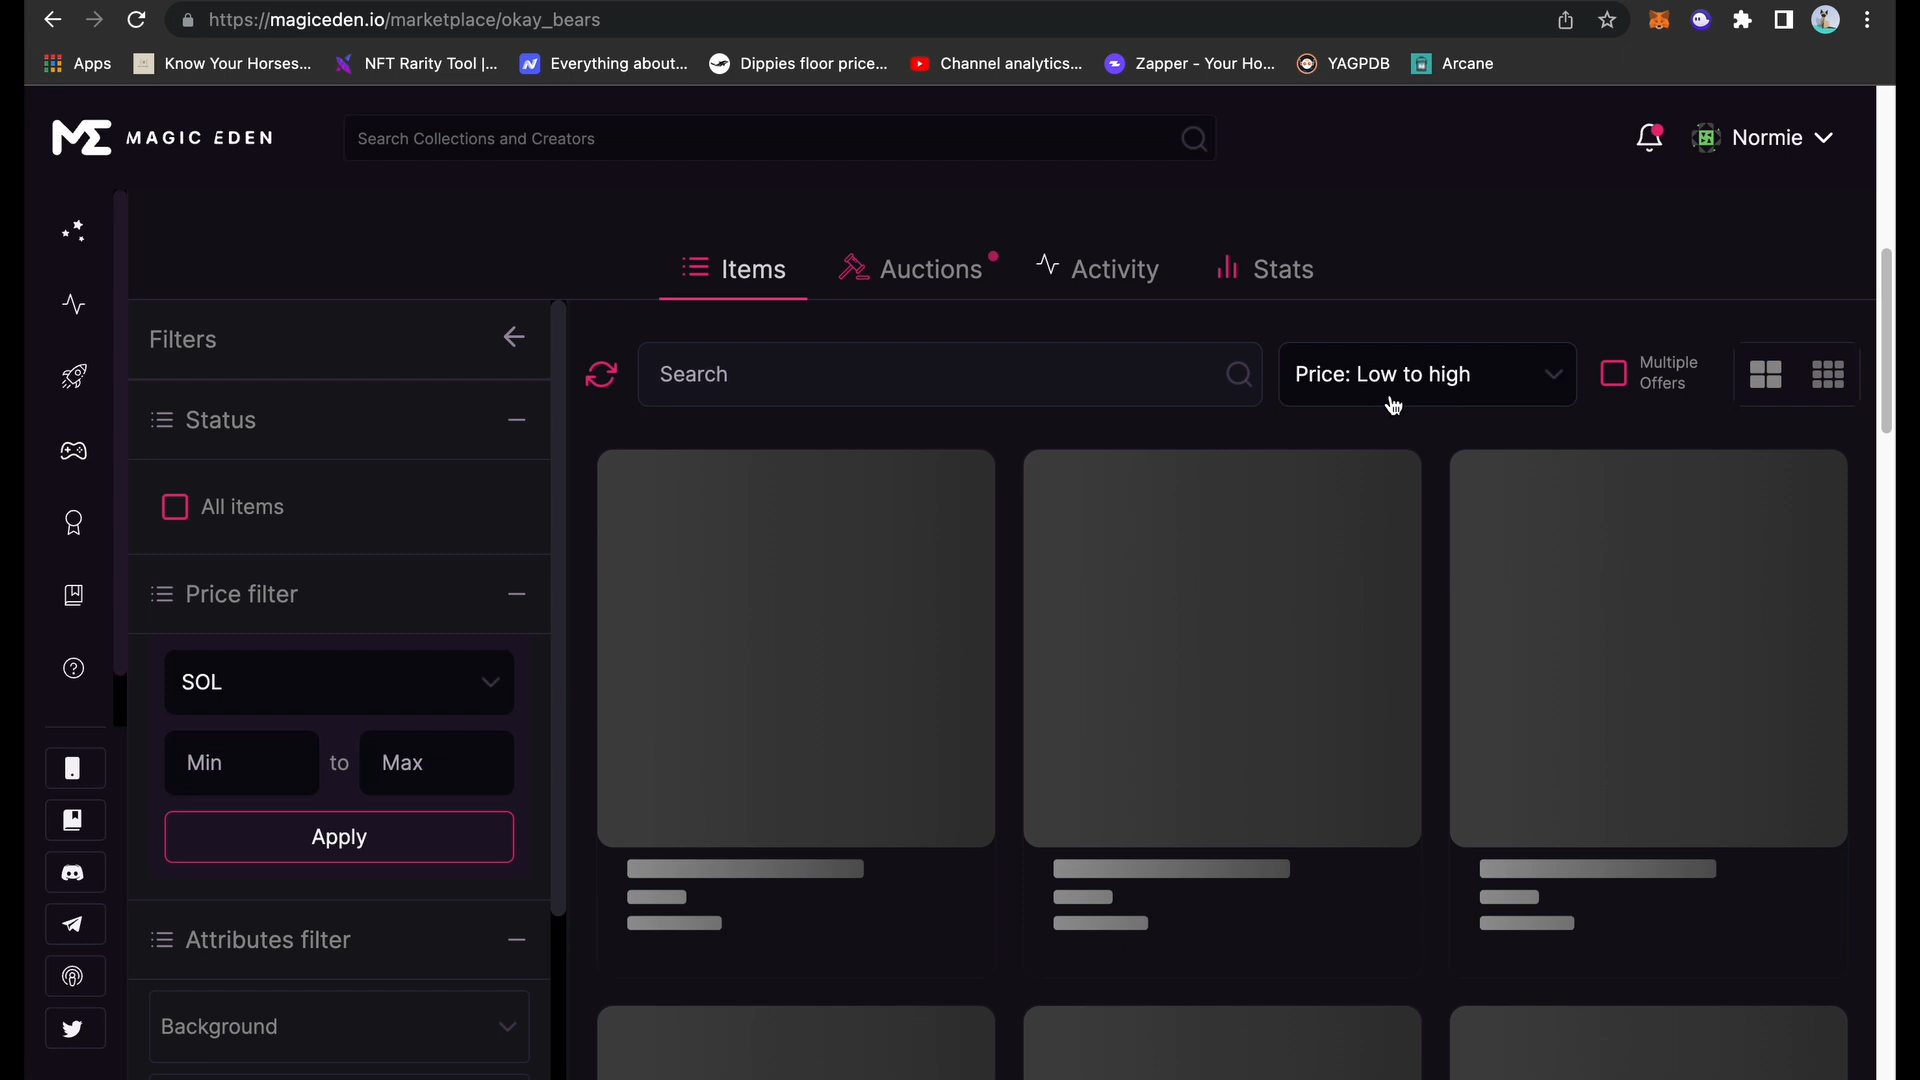 https://magiceden.io/marketplace/okay_bears
Apps Know Your Horses... NFT Rarity Tool |... Everything about... Dippies floor price... Channel analytics... Zapper - Your Ho... YAGPDB Arcane
MAGIC EDEN Search Collections and Creators Normie
Items Auctions Activity Stats
Filters
Search Price: Low to high Multiple
Offers
Status
All items
Price filter
SOL
Min to Max
Apply
Attributes filter
Background